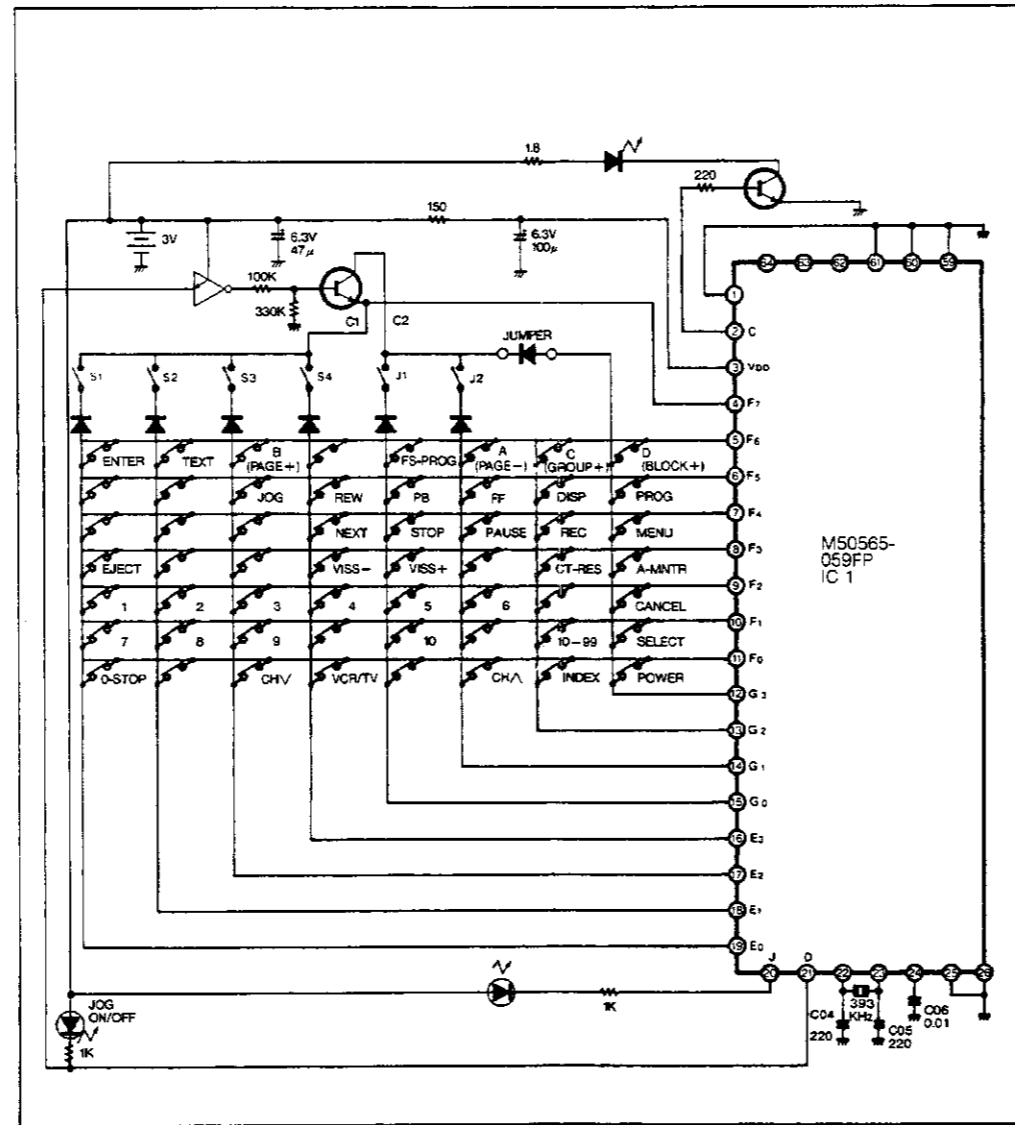 1.8
220
150
3V
6.3V
47μ
6.3V
100μ
64 63 62 61 60 59
100K
330K
C1 C2
JUMPER
1
2 C
3 VDD
4 F7
S1 S2 S3 S4 J1 J2
5 F6
ENTER TEXT B (PAGE+) FS-PROG A (PAGE−) C (GROUP+) D (BLOCK+)
6 F5
JOG REW PB FF DISP PROG
7 F4
NEXT STOP PAUSE REC MENU
8 F3
M50565-
059FP
IC 1
EJECT VISS− VISS+ CT-RES A-MNTR
9 F2
1 2 3 4 5 6 CANCEL
10 F1
7 8 9 10 10−99 SELECT
11 F0
0-STOP CH∨ VCR/TV CH∧ INDEX POWER
12 G3
13 G2
14 G1
15 G0
16 E3
17 E2
18 E1
19 E0
J D
20 21 22 23 24 25 26
JOG
ON/OFF
1K
1K
393
KHz
C04
220
C05
220
C06
0.01